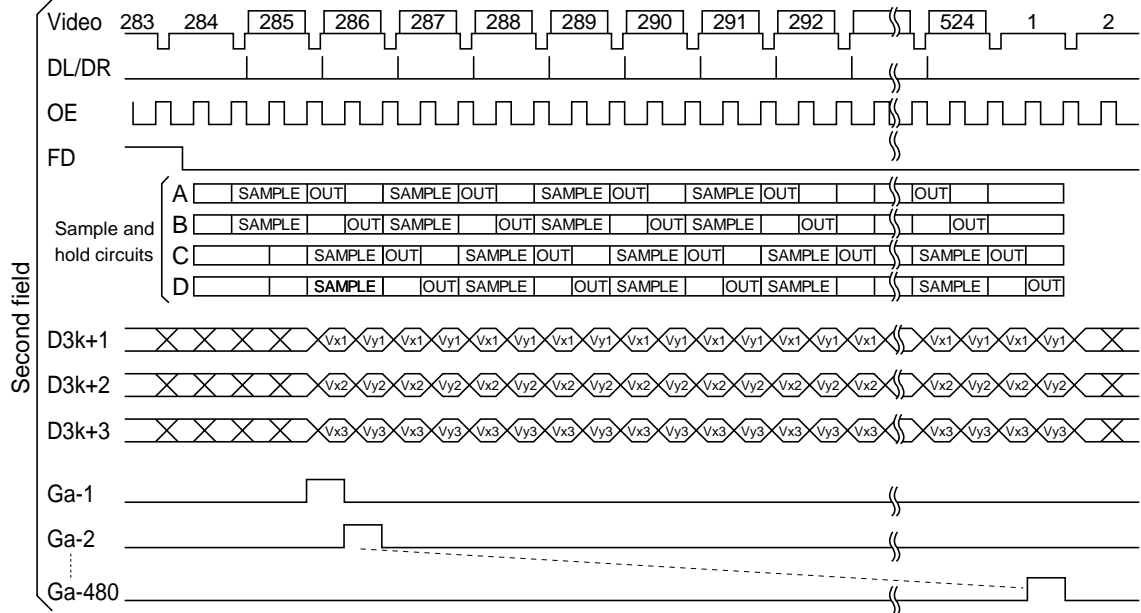 Video 283 284 285 286 287 288 289 290 291 292 524 1 2
DL/DR
OE
FD
Sample and
hold circuits
A SAMPLE OUT SAMPLE OUT SAMPLE OUT SAMPLE OUT OUT
B SAMPLE OUT SAMPLE OUT SAMPLE OUT SAMPLE OUT OUT
C SAMPLE OUT SAMPLE OUT SAMPLE OUT SAMPLE OUT SAMPLE OUT
D SAMPLE OUT SAMPLE OUT SAMPLE OUT SAMPLE SAMPLE OUT
Second field
D3k+1 Vx1 Vy1 Vx1 Vy1 Vx1 Vy1 Vx1 Vy1 Vx1 Vy1 Vx1 Vy1 Vx1 Vy1 Vx1 Vx1 Vy1 Vx1 Vy1
D3k+2 Vx2 Vy2 Vx2 Vy2 Vx2 Vy2 Vx2 Vy2 Vx2 Vy2 Vx2 Vy2 Vx2 Vy2 Vx2 Vx2 Vy2 Vx2 Vy2
D3k+3 Vx3 Vy3 Vx3 Vy3 Vx3 Vy3 Vx3 Vy3 Vx3 Vy3 Vx3 Vy3 Vx3 Vy3 Vx3 Vx3 Vy3 Vx3 Vy3
Ga-1
Ga-2
Ga-480